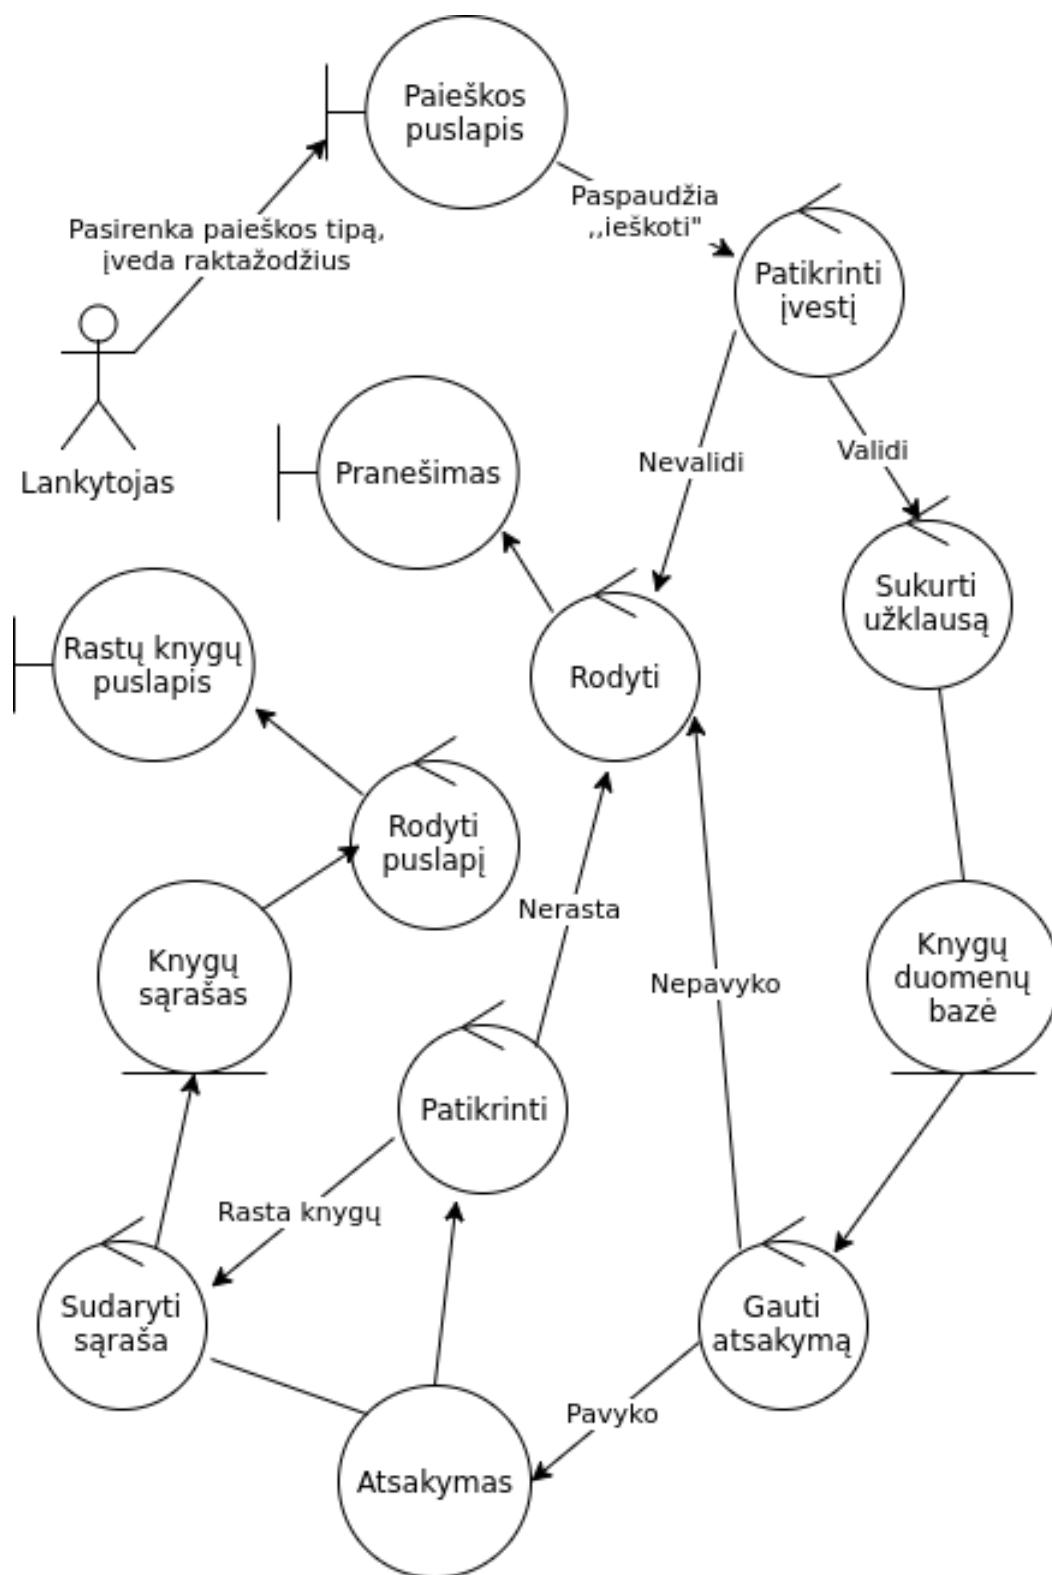 Paieškos
puslapis
Paspaudžia
,,ieškoti"
Pasirenka paieškos tipą,
įveda raktažodžius
Patikrinti
įvestį
Lankytojas
Pranešimas
Nevalidi
Validi
Sukurti
užklausą
Rastų knygų
puslapis
Rodyti
Rodyti
puslapį
Nerasta
Knygų
sąrašas
Nepavyko
Knygų
duomenų
bazė
Patikrinti
Rasta knygų
Sudaryti
sąraša
Gauti
atsakymą
Pavyko
Atsakymas